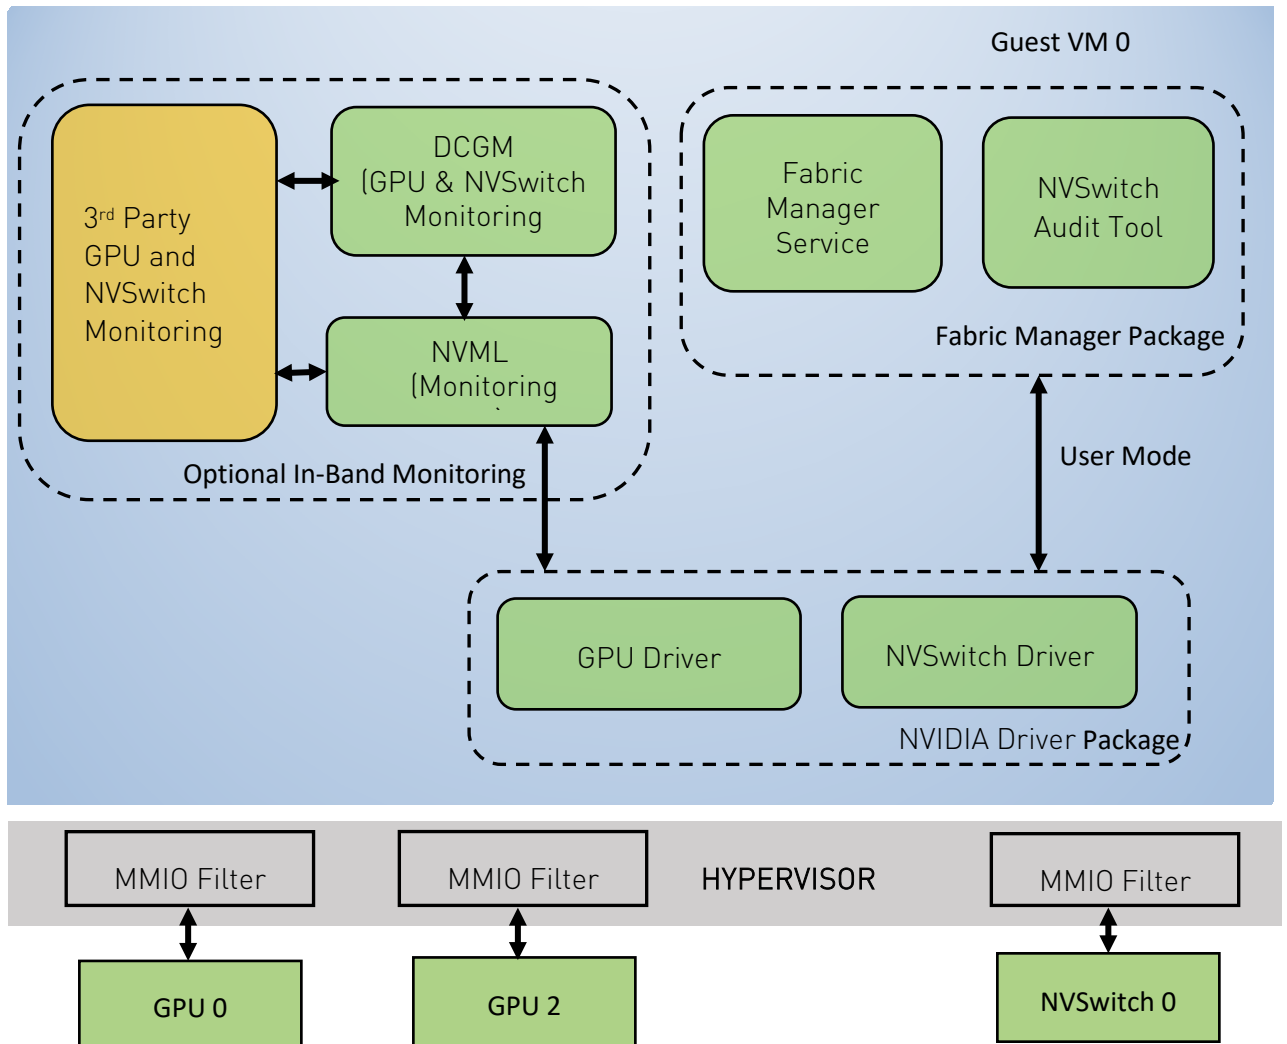 Guest VM 0
DCGM
(GPU & NVSwitch
Monitoring
3rd Party
GPU and
NVSwitch
Monitoring
NVML
(Monitoring
Optional In-Band Monitoring
Fabric
Manager
Service
NVSwitch
Audit Tool
Fabric Manager Package
User Mode
GPU Driver
NVSwitch Driver
NVIDIA Driver Package
MMIO Filter
MMIO Filter
HYPERVISOR
MMIO Filter
GPU 0
GPU 2
NVSwitch 0